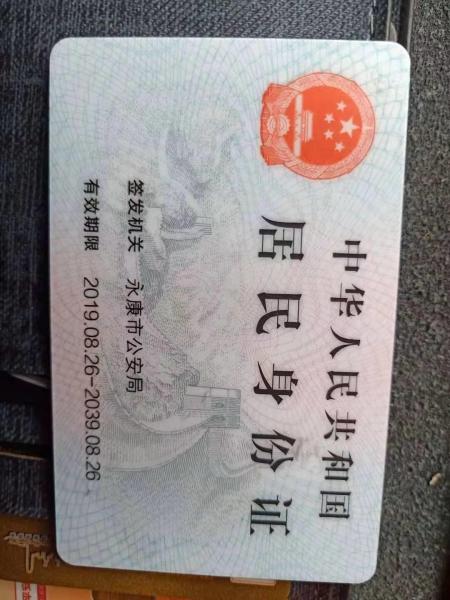 中华人民共和国
居民身份证
签发机关 永康市公安局
有效期限 2019.08.26-2039.08.26